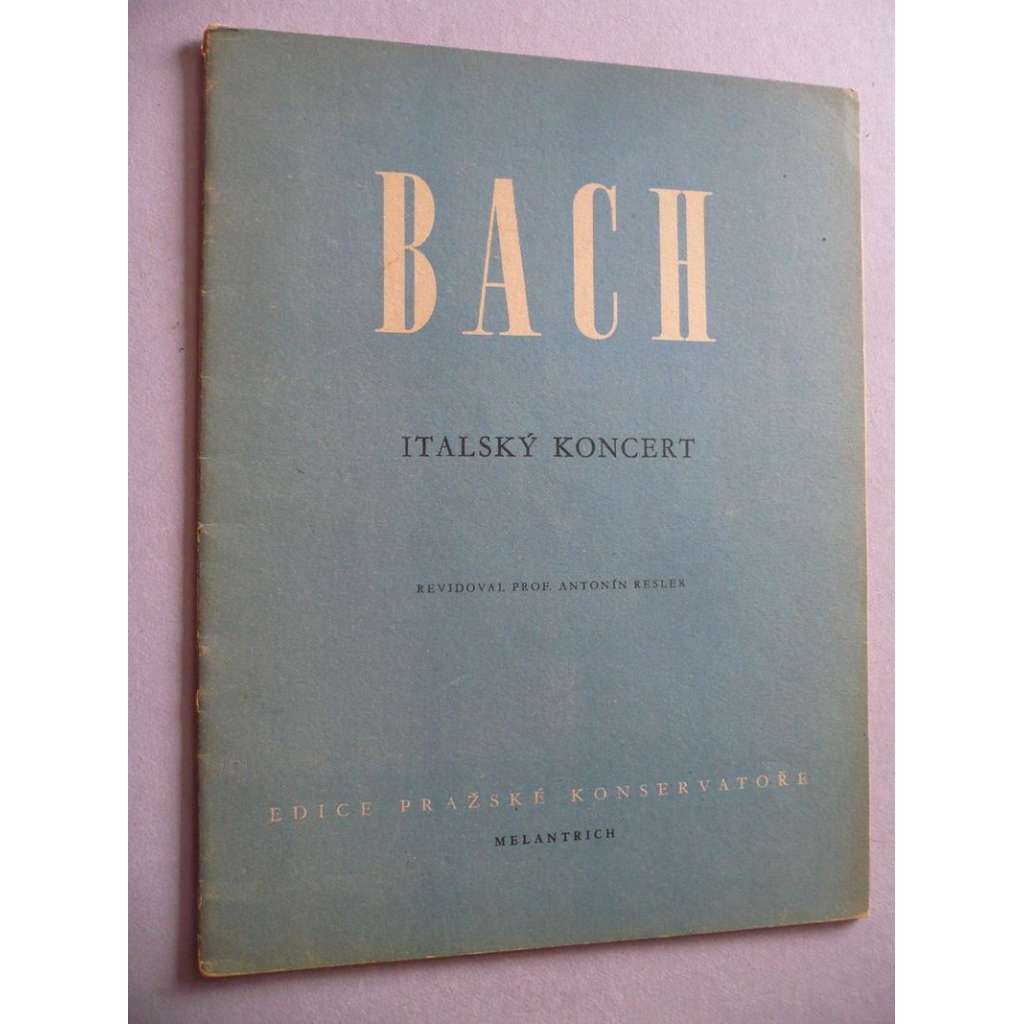 BACH
ITALSKÝ KONCERT
REVIDOVAL PROF. ANTONÍN RESLER
EDICE PRAŽSKÉ KONSERVATOŘE
MELANTRICH